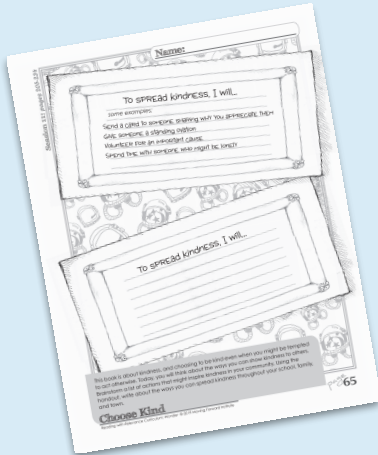 Name:
To SPREAD KINDNESS, I WILL...
some examples
SEND A CARD TO SOMEONE SHARING WHY YOU APPRECIATE THEM
GIVE SOMEONE A STANDING OVATION
VOLUNTEER FOR AN IMPORTANT CAUSE
SPEND TIME WITH SOMEONE WHO MIGHT BE LONELY
To SPREAD KINDNESS, I WILL...
This book is about kindness, and choosing to be kind even when you might be tempted
to act otherwise. Today, you will think about the ways you can show kindness to others.
Brainstorm a list of actions that might inspire kindness in your community. Using the
handout, write about the ways you can spread kindness throughout your school, family,
and town.
Choose Kind
65